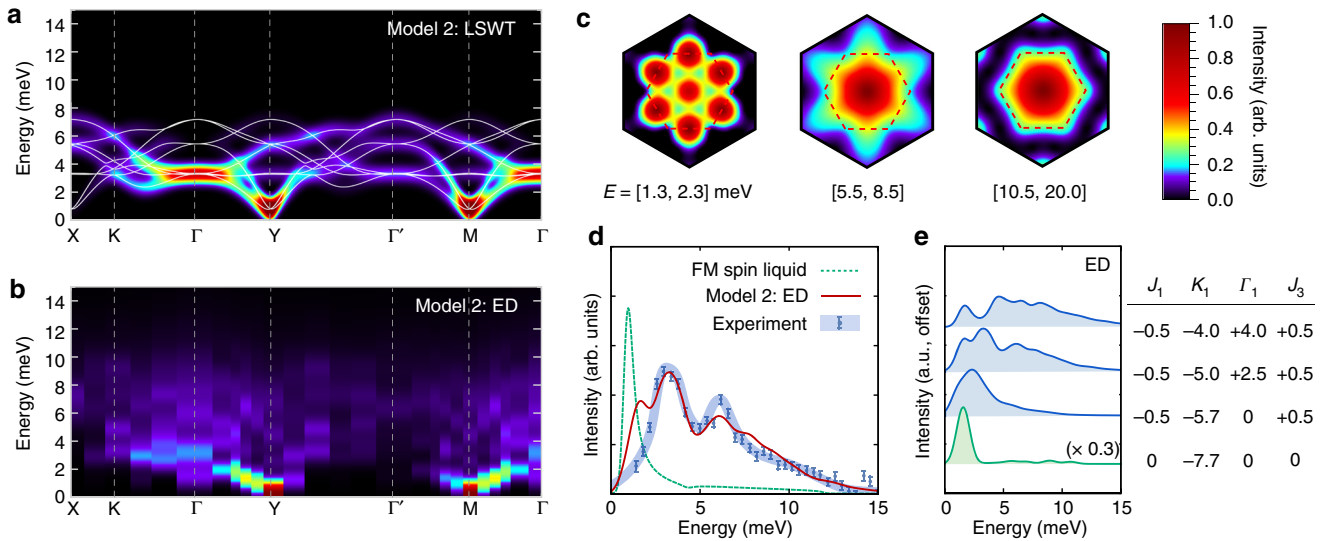 a
Model 2: LSWT
Energy (meV)
14
12
10
8
6
4
2
0
X K Γ Y Γ′ M Γ
b
Model 2: ED
Energy (meV)
14
12
10
8
6
4
2
0
X K Γ Y Γ′ M Γ
c
E = [1.3, 2.3] meV [5.5, 8.5] [10.5, 20.0]
1.0
0.8
0.6
0.4
0.2
0.0
Intensity (arb. units)
d
FM spin liquid
Model 2: ED
Experiment
Intensity (arb. units)
0 5 10 15
Energy (meV)
e
ED
Intensity (a.u., offset)
(× 0.3)
0 5 10 15
Energy (meV)
J1 K1 Γ1 J3
−0.5 −4.0 +4.0 +0.5
−0.5 −5.0 +2.5 +0.5
−0.5 −5.7 0 +0.5
0 −7.7 0 0